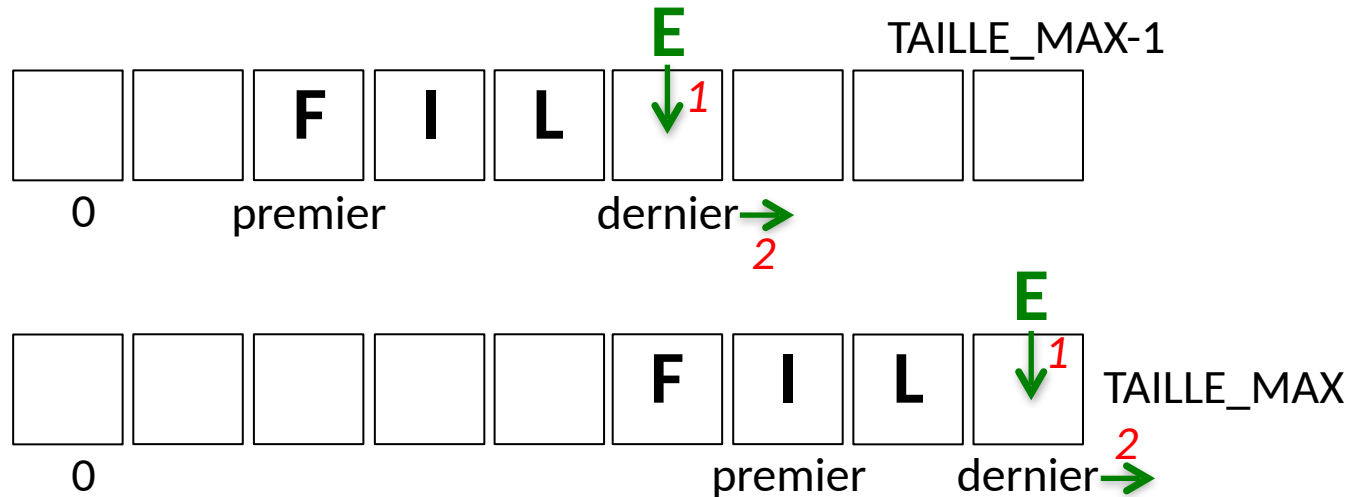 E TAILLE_MAX-1
F I L 1
0 premier dernier
2
E
F I L 1 TAILLE_MAX
2
0 premier dernier